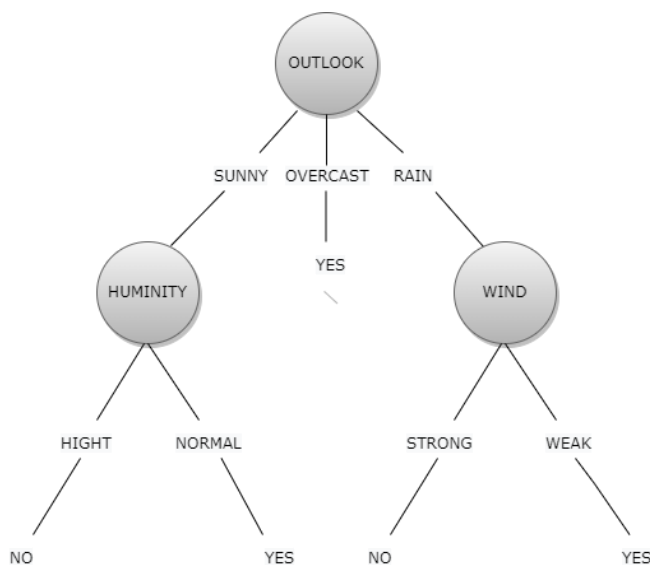 OUTLOOK
SUNNY OVERCAST RAIN
YES
HUMINITY WIND
HIGHT NORMAL STRONG WEAK
NO YES NO YES